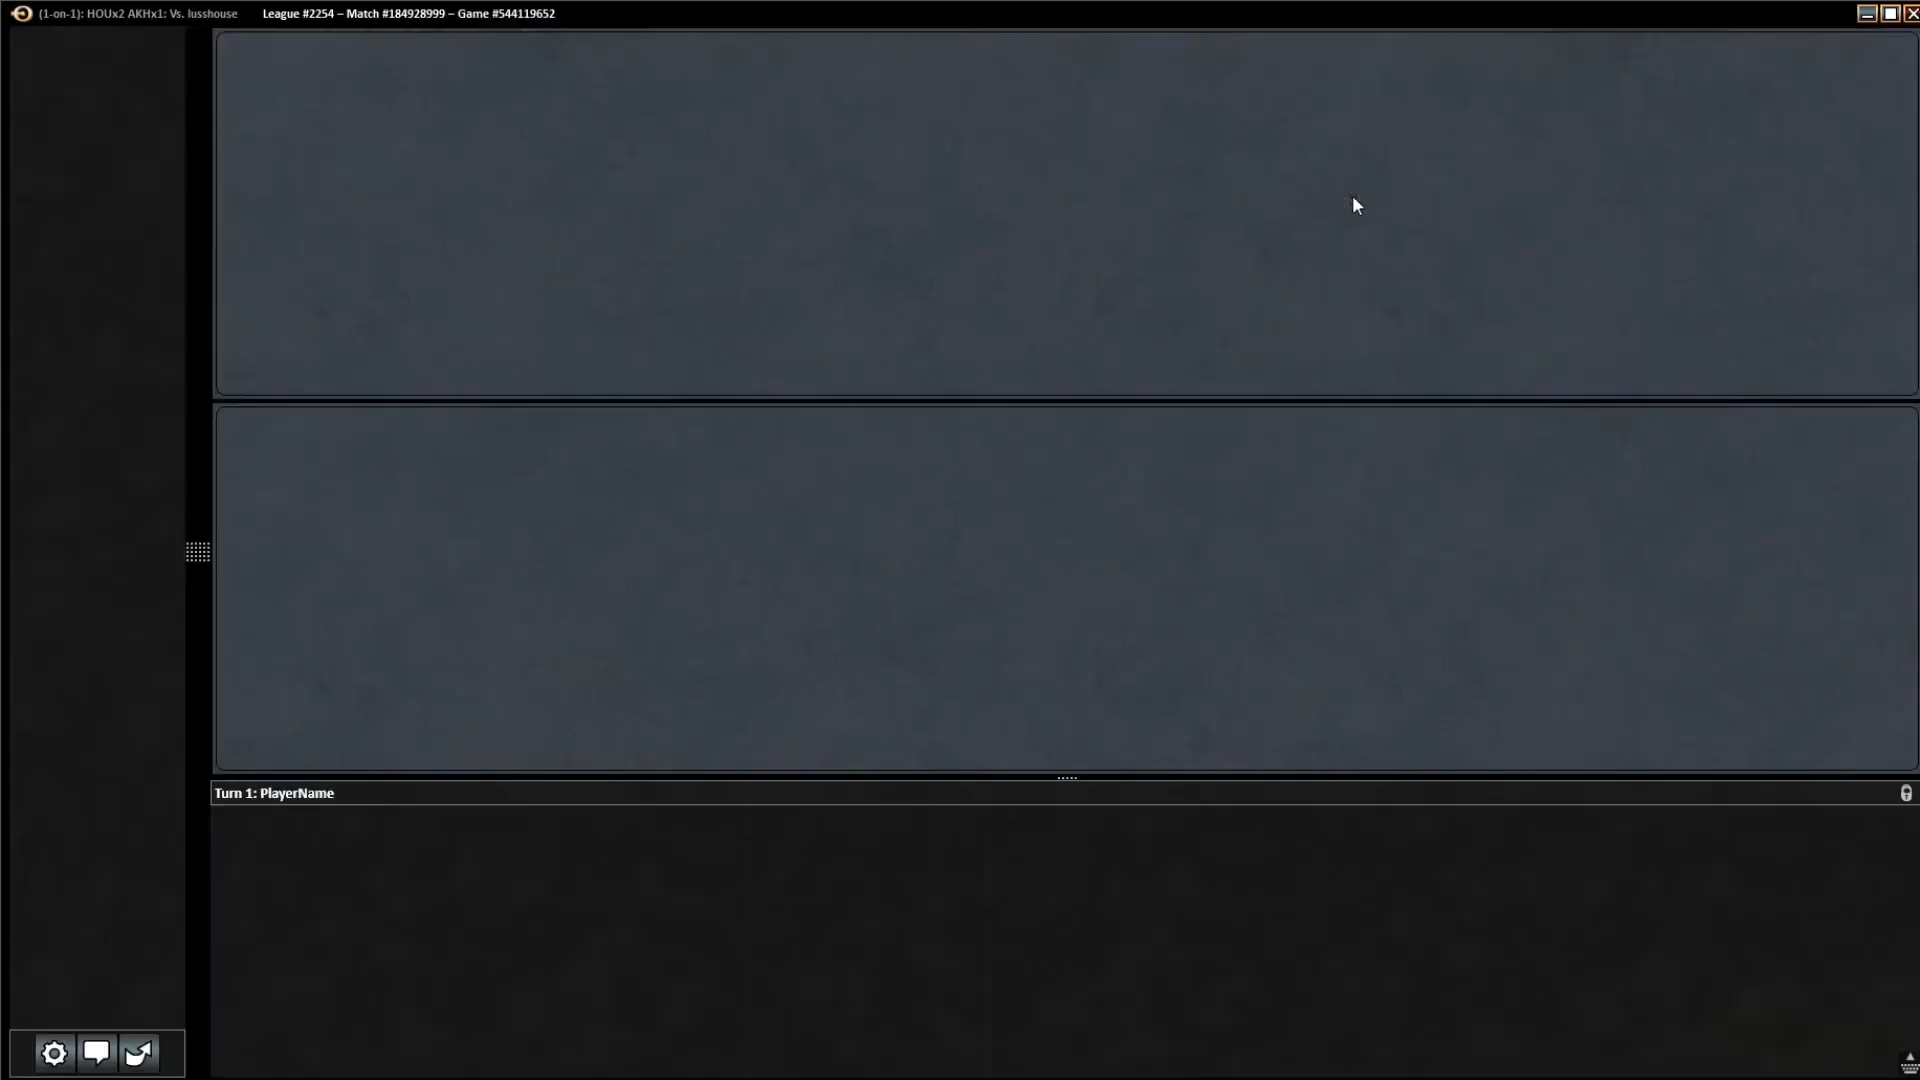 (1-on-1): HOUx2 AKHx1: Vs. lusshouse League #2254 – Match #184928999 – Game #544119652
Turn 1: PlayerName